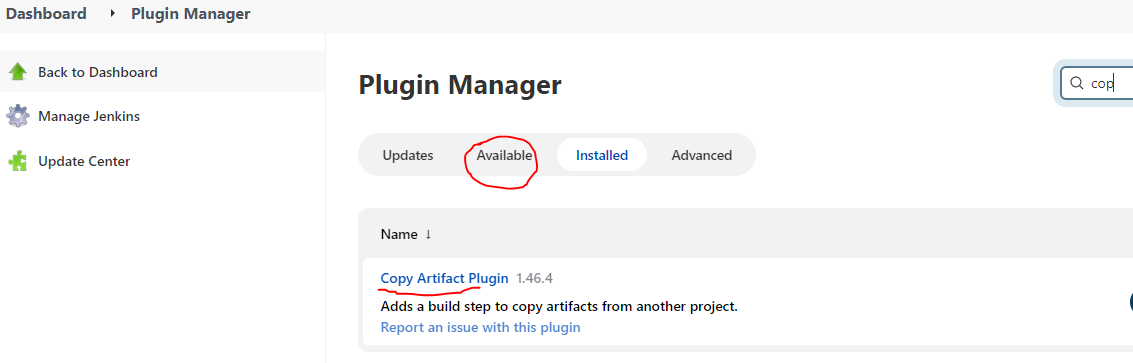 Dashboard Plugin Manager
Back to Dashboard
Manage Jenkins
Update Center
Plugin Manager
cop
Updates Available Installed Advanced
Name ↓
Copy Artifact Plugin 1.46.4
Adds a build step to copy artifacts from another project.
Report an issue with this plugin